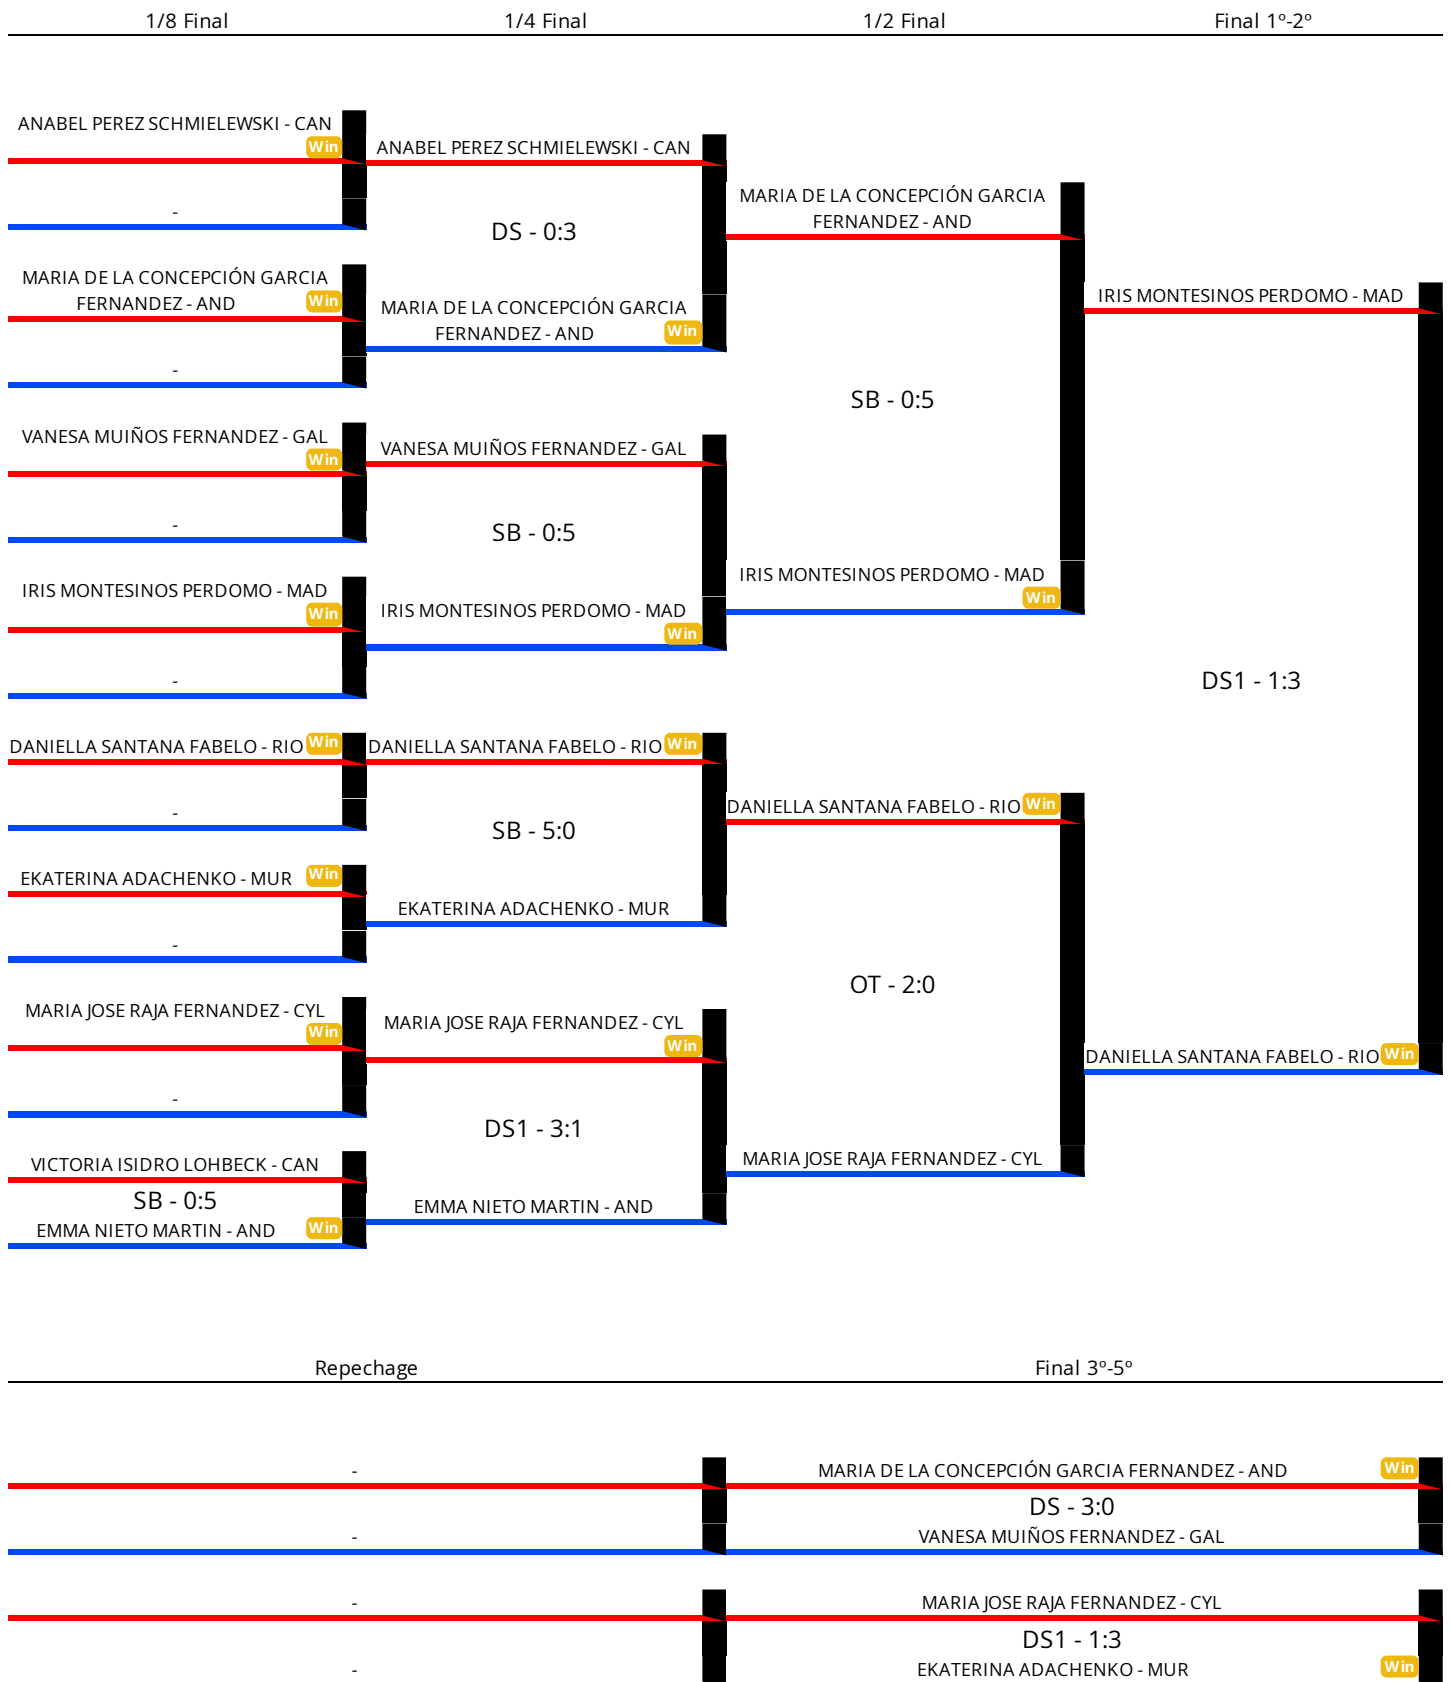 1/8 Final
1/4 Final
1/2 Final
Final 1º-2º
ANABEL PEREZ SCHMIELEWSKI - CAN
Win
-
MARIA DE LA CONCEPCIÓN GARCIA
FERNANDEZ - AND
Win
-
VANESA MUIÑOS FERNANDEZ - GAL
Win
-
IRIS MONTESINOS PERDOMO - MAD
Win
-
DANIELLA SANTANA FABELO - RIO
Win
-
EKATERINA ADACHENKO - MUR
Win
-
MARIA JOSE RAJA FERNANDEZ - CYL
Win
-
VICTORIA ISIDRO LOHBECK - CAN
SB - 0:5
EMMA NIETO MARTIN - AND
Win
ANABEL PEREZ SCHMIELEWSKI - CAN
DS - 0:3
MARIA DE LA CONCEPCIÓN GARCIA
FERNANDEZ - AND
Win
VANESA MUIÑOS FERNANDEZ - GAL
SB - 0:5
IRIS MONTESINOS PERDOMO - MAD
Win
DANIELLA SANTANA FABELO - RIO
Win
SB - 5:0
EKATERINA ADACHENKO - MUR
MARIA JOSE RAJA FERNANDEZ - CYL
Win
DS1 - 3:1
EMMA NIETO MARTIN - AND
MARIA DE LA CONCEPCIÓN GARCIA
FERNANDEZ - AND
SB - 0:5
IRIS MONTESINOS PERDOMO - MAD
Win
DANIELLA SANTANA FABELO - RIO
Win
OT - 2:0
MARIA JOSE RAJA FERNANDEZ - CYL
IRIS MONTESINOS PERDOMO - MAD
DS1 - 1:3
DANIELLA SANTANA FABELO - RIO
Win
Repechage
Final 3º-5º
-
-
-
-
MARIA DE LA CONCEPCIÓN GARCIA FERNANDEZ - AND
Win
DS - 3:0
VANESA MUIÑOS FERNANDEZ - GAL
MARIA JOSE RAJA FERNANDEZ - CYL
DS1 - 1:3
EKATERINA ADACHENKO - MUR
Win